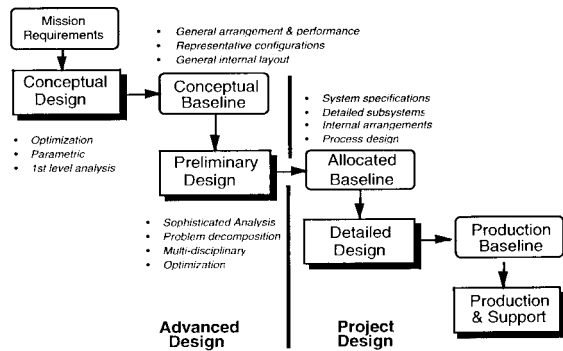 Mission
Requirements
• General arrangement & performance
• Representative configurations
• General internal layout
Conceptual
Design
Conceptual
Baseline
• System specifications
• Detailed subsystems
• Internal arrangements
• Process design
• Optimization
• Parametric
• 1st level analysis
Preliminary
Design
Allocated
Baseline
• Sophisticated Analysis
• Problem decomposition
• Multi-disciplinary
• Optimization
Detailed
Design
Production
Baseline
Production
& Support
Advanced
Design
Project
Design